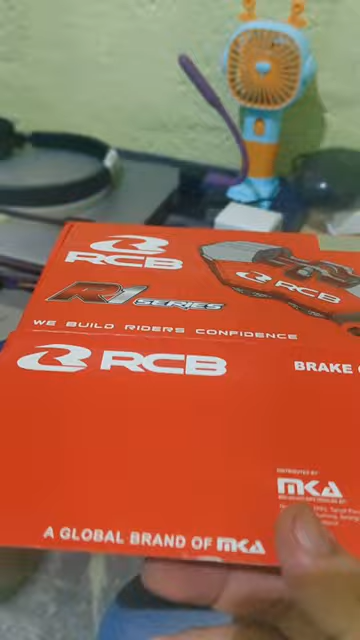 RCB
R1 SERIES
RCB
WE BUILD RIDERS CONFIDENCE
RCB
BRAKE
DISTRIBUTED BY
MKA
A GLOBAL BRAND OF MKA